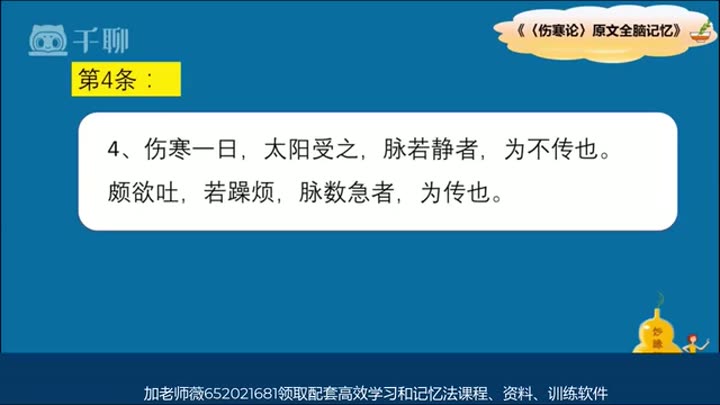 千聊
《〈伤寒论〉原文全脑记忆》
第4条：
4、伤寒一日，太阳受之，脉若静者，为不传也。
颇欲吐，若躁烦，脉数急者，为传也。
加老师薇652021681领取配套高效学习和记忆法课程、资料、训练软件